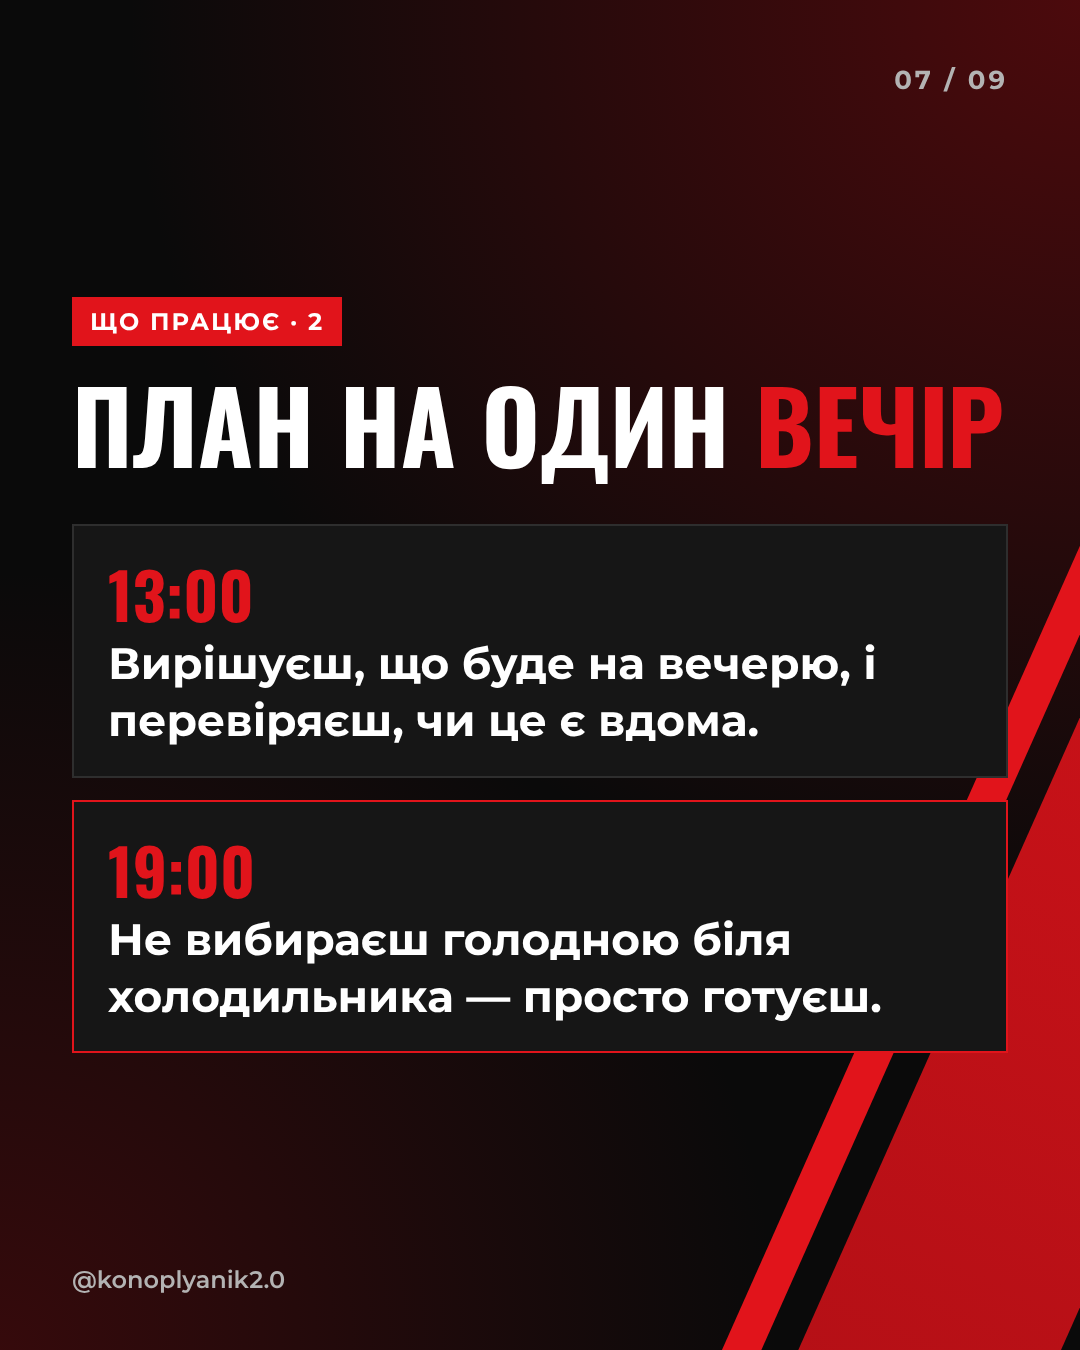 07 / 09
ЩО ПРАЦЮЄ · 2
ПЛАН НА ОДИН ВЕЧІР
13:00
Вирішуєш, що буде на вечерю, і
перевіряєш, чи це є вдома.
19:00
Не вибираєш голодною біля
холодильника — просто готуєш.
@konoplyanik2.0